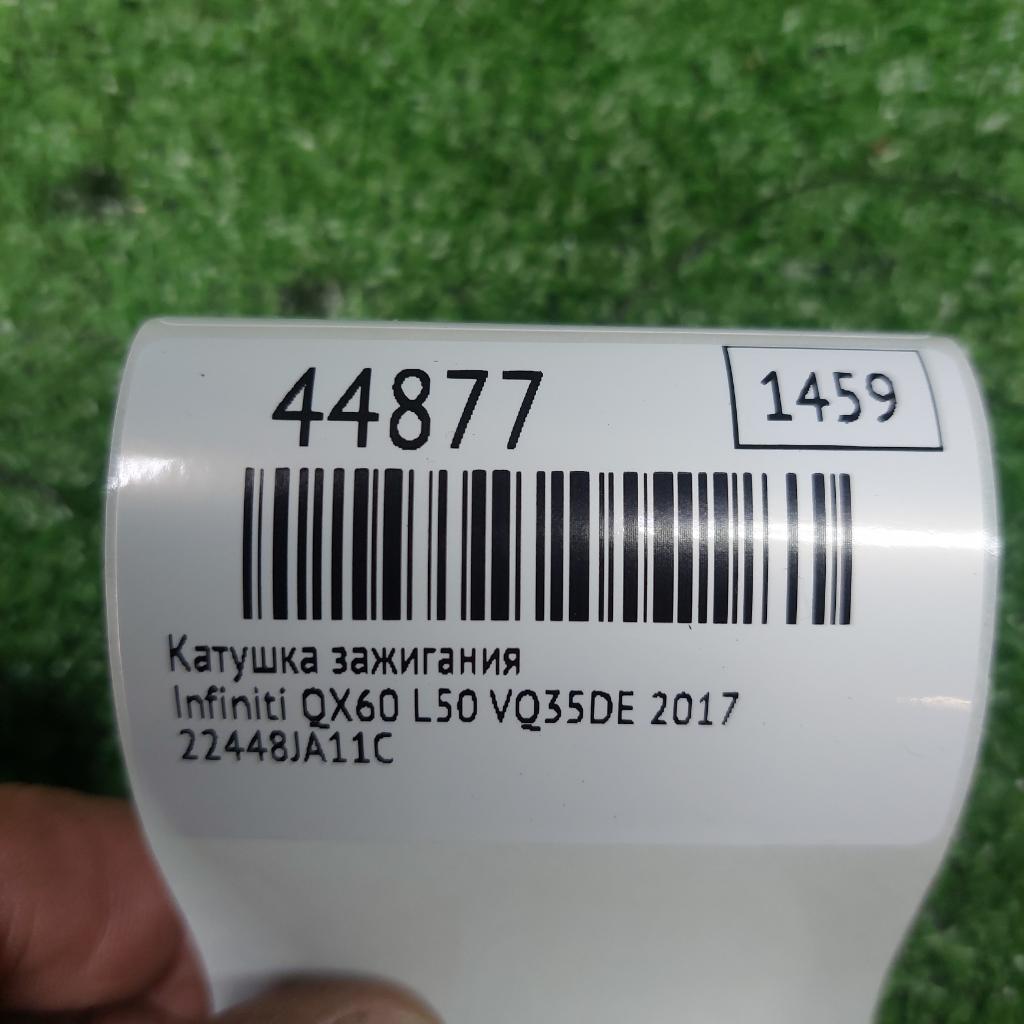 44877
1459
Катушка зажигания
Infiniti QX60 L50 VQ35DE 2017
22448JA11C